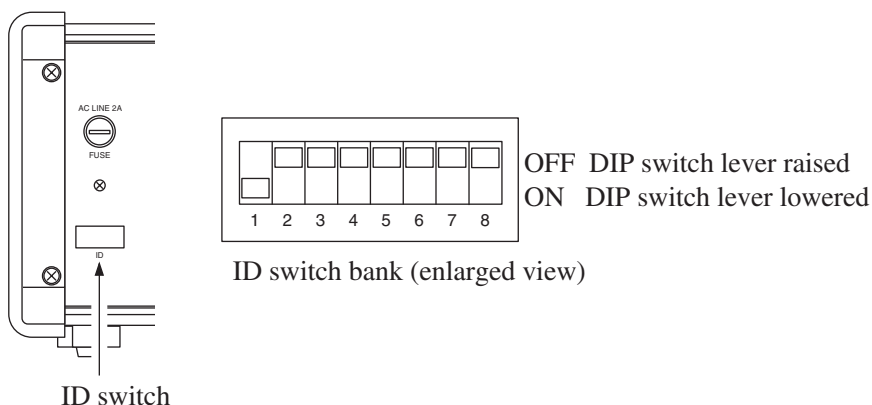 AC LINE 2A
FUSE
ID
ID switch
1 2 3 4 5 6 7 8
OFF DIP switch lever raised
ON DIP switch lever lowered
ID switch bank (enlarged view)